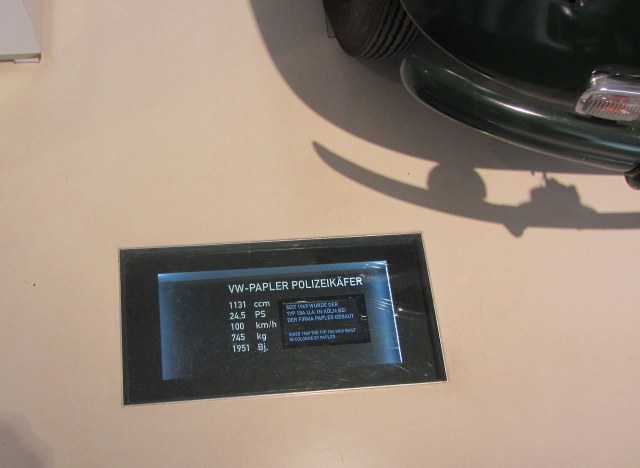 VW-PAPLER POLIZEIKÄFER
1131 ccm
24.5 PS
100 km/h
745 kg
1951 Bj.
SEIT 1949 WURDE DER
TYP 18A U.A. IN KÖLN BEI
DER FIRMA PAPLER GEBAUT
SINCE 1949 THE TYP 18A WAS BUILT
IN COLOGNE BY PAPLER